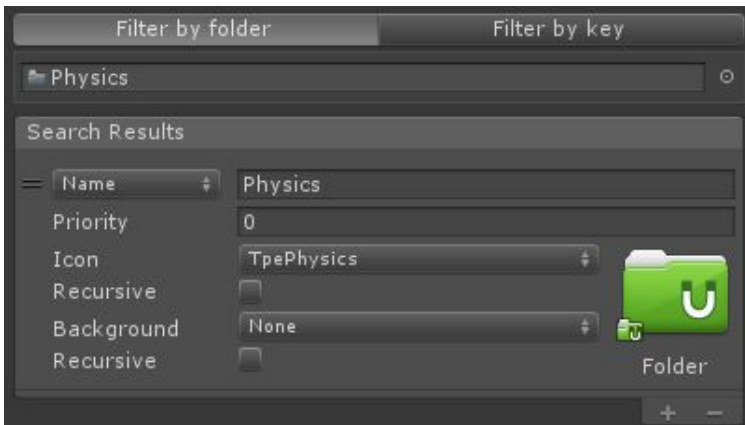 Filter by folder Filter by key
Physics
Search Results
Name Physics
Priority 0
Icon TpePhysics
Recursive
Background None
Recursive
Folder
+ −